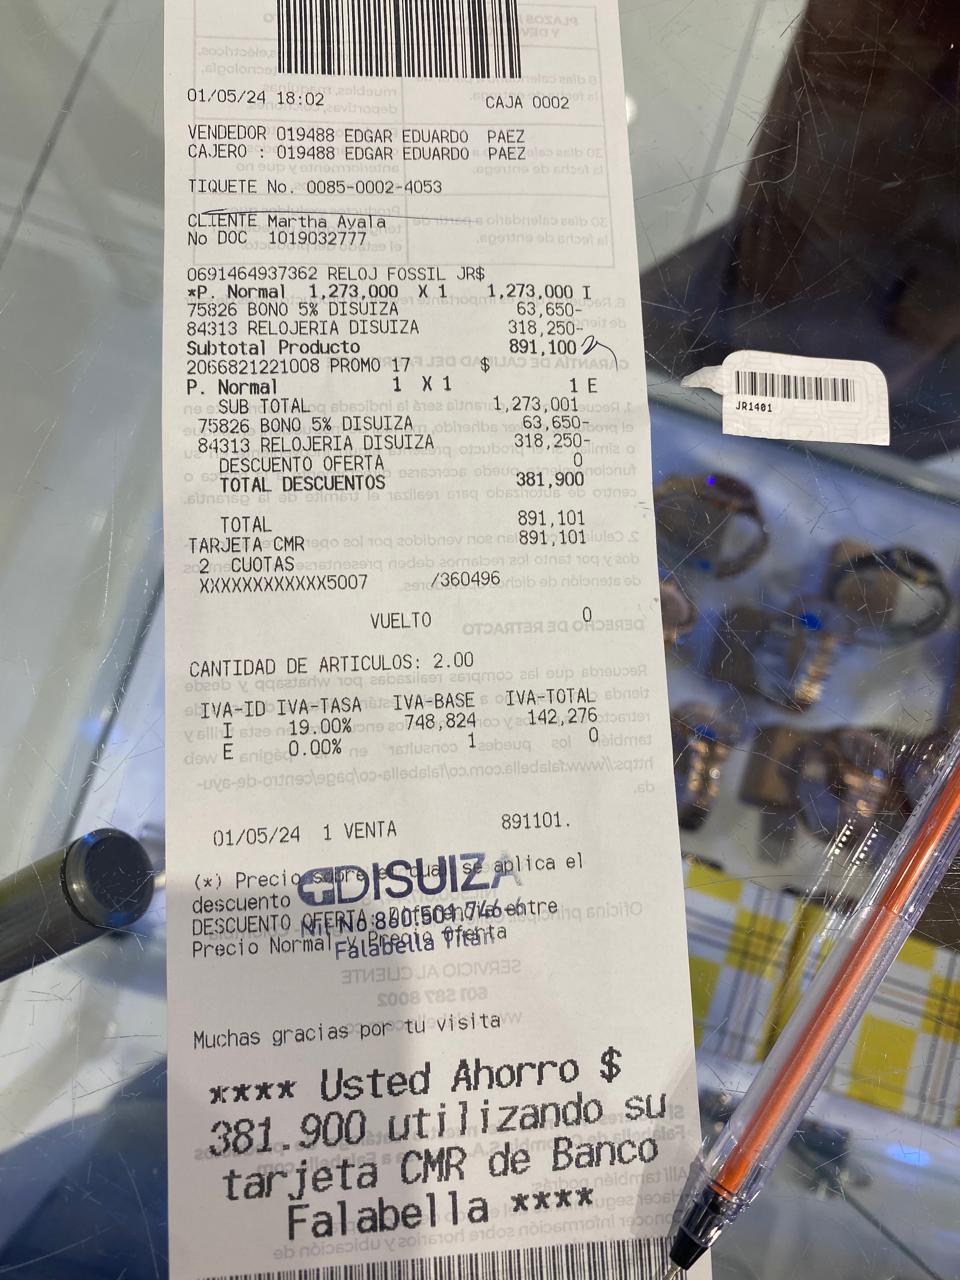 01/05/24 18:02 CAJA 0002
VENDEDOR 019488 EDGAR EDUARDO PAEZ
CAJERO : 019488 EDGAR EDUARDO PAEZ
TIQUETE No. 0085-0002-4053
CLIENTE Martha Ayala
No DOC 1019032777
0691464937362 RELOJ FOSSIL JR$
*P. Normal 1,273,000 X 1 1,273,000 I
75826 BONO 5% DISUIZA 63,650-
84313 RELOJERIA DISUIZA 318,250-
Subtotal Producto 891,100
2066821221008 PROMO 17 $
P. Normal 1 X 1 1 E
SUB TOTAL 1,273,001
75826 BONO 5% DISUIZA 63,650-
84313 RELOJERIA DISUIZA 318,250-
DESCUENTO OFERTA 0
TOTAL DESCUENTOS 381,900
TOTAL 891,101
TARJETA CMR 891,101
2 CUOTAS
XXXXXXXXXXXX5007 /360496
VUELTO 0
CANTIDAD DE ARTICULOS: 2.00
IVA-ID IVA-TASA IVA-BASE IVA-TOTAL
I 19.00% 748,824 142,276
E 0.00% 1 0
01/05/24 1 VENTA 891101.
(*) Precio sobre el cual se aplica el
descuento
DESCUENTO OFERTA: Diferencia entre
Precio Normal y Precio Oferta
DISUIZA
Nit No 890.501.746-6
Falabella Titan
Muchas gracias por tu visita
**** Usted Ahorro $
381.900 utilizando su
tarjeta CMR de Banco
Falabella ****
JR1401